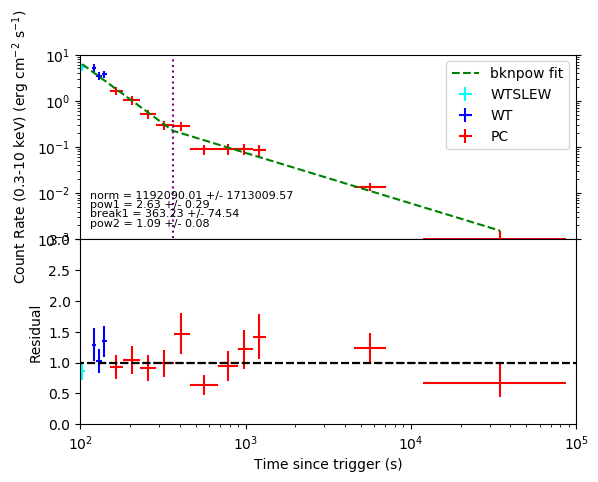 Count Rate (0.3-10 keV) (erg cm⁻² s⁻¹)
10¹
10⁰
10⁻¹
10⁻²
10⁻³
bknpow fit
WTSLEW
WT
PC
norm = 1192090.01 +/- 1713009.57
pow1 = 2.63 +/- 0.29
break1 = 363.23 +/- 74.54
pow2 = 1.09 +/- 0.08
Residual
3.0
2.5
2.0
1.5
1.0
0.5
0.0
10² 10³ 10⁴ 10⁵
Time since trigger (s)